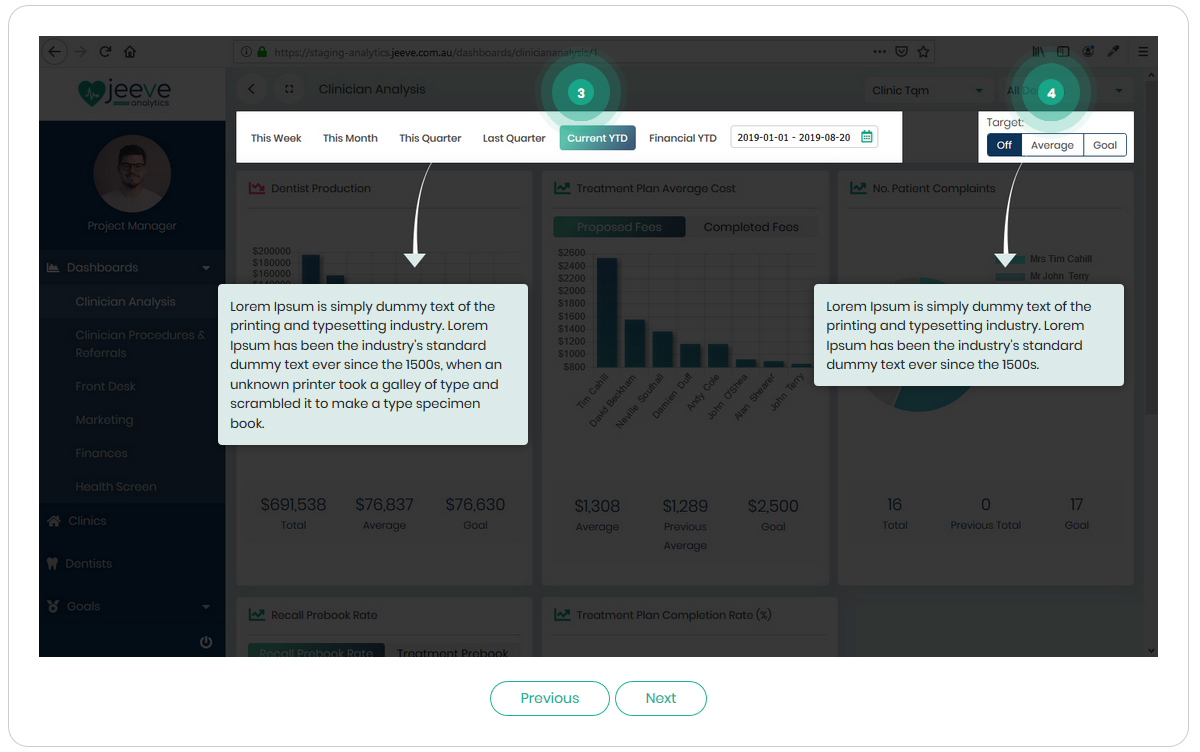 https://staging-analytics.jeeve.com.au/dashboards/cliniciananalysis/1
jeeve
analytics
Clinician Analysis
3
Clinic Tqm
All Do
4
This Week
This Month
This Quarter
Last Quarter
Current YTD
Financial YTD
2019-01-01 - 2019-08-20
Target:
Off
Average
Goal
Project Manager
Dashboards
Clinician Analysis
Clinician Procedures &
Referrals
Front Desk
Marketing
Finances
Health Screen
Clinics
Dentists
Goals
Dentist Production
$200000
$180000
$160000
Lorem Ipsum is simply dummy text of the
printing and typesetting industry. Lorem
Ipsum has been the industry's standard
dummy text ever since the 1500s, when an
unknown printer took a galley of type and
scrambled it to make a type specimen
book.
$691,538
Total
$76,837
Average
$76,630
Goal
Treatment Plan Average Cost
Proposed Fees
Completed Fees
$2600
$2400
$2200
$2000
$1800
$1600
$1400
$1200
$1000
$800
Tim Cahill
David Beckham
Neville Southall
Damien Duff
Andy Cole
John O'Shea
Alan Shearer
John Terry
$1,308
Average
$1,289
Previous
Average
$2,500
Goal
No. Patient Complaints
Mrs Tim Cahill
Mr John Terry
Lorem Ipsum is simply dummy text of the
printing and typesetting industry. Lorem
Ipsum has been the industry's standard
dummy text ever since the 1500s.
16
Total
0
Previous Total
17
Goal
Recall Prebook Rate
Recall Prebook Rate
Treatment Prebook
Treatment Plan Completion Rate (%)
Previous
Next